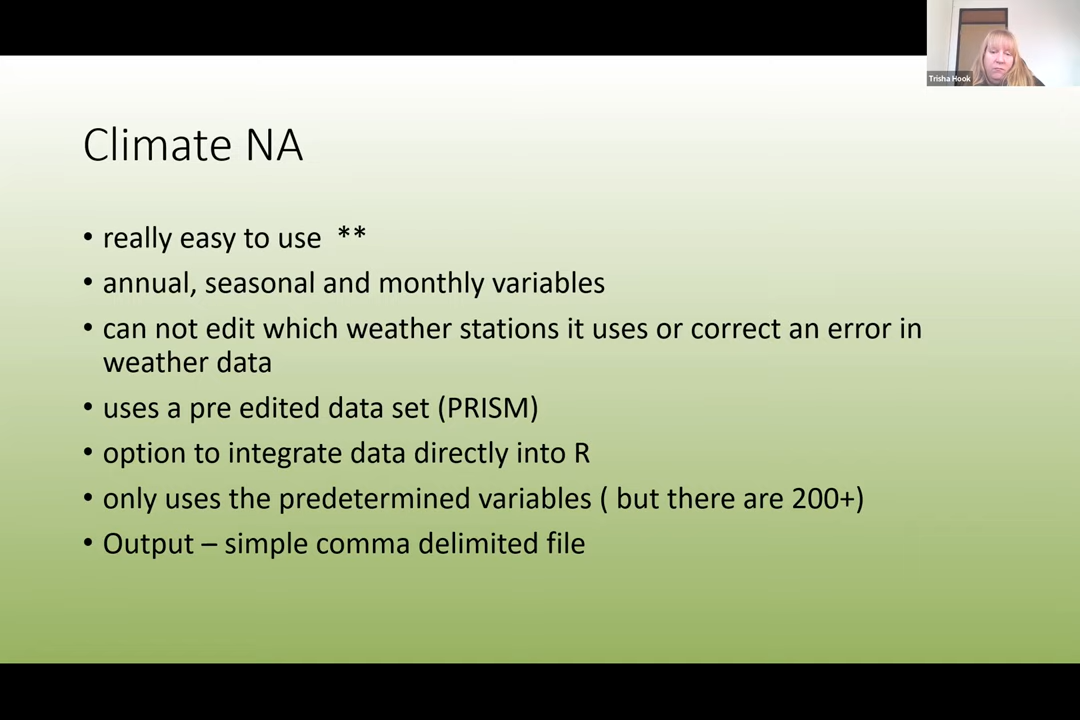 Trisha Hook
Climate NA
• really easy to use  **
• annual, seasonal and monthly variables
• can not edit which weather stations it uses or correct an error in
weather data
• uses a pre edited data set (PRISM)
• option to integrate data directly into R
• only uses the predetermined variables ( but there are 200+)
• Output – simple comma delimited file